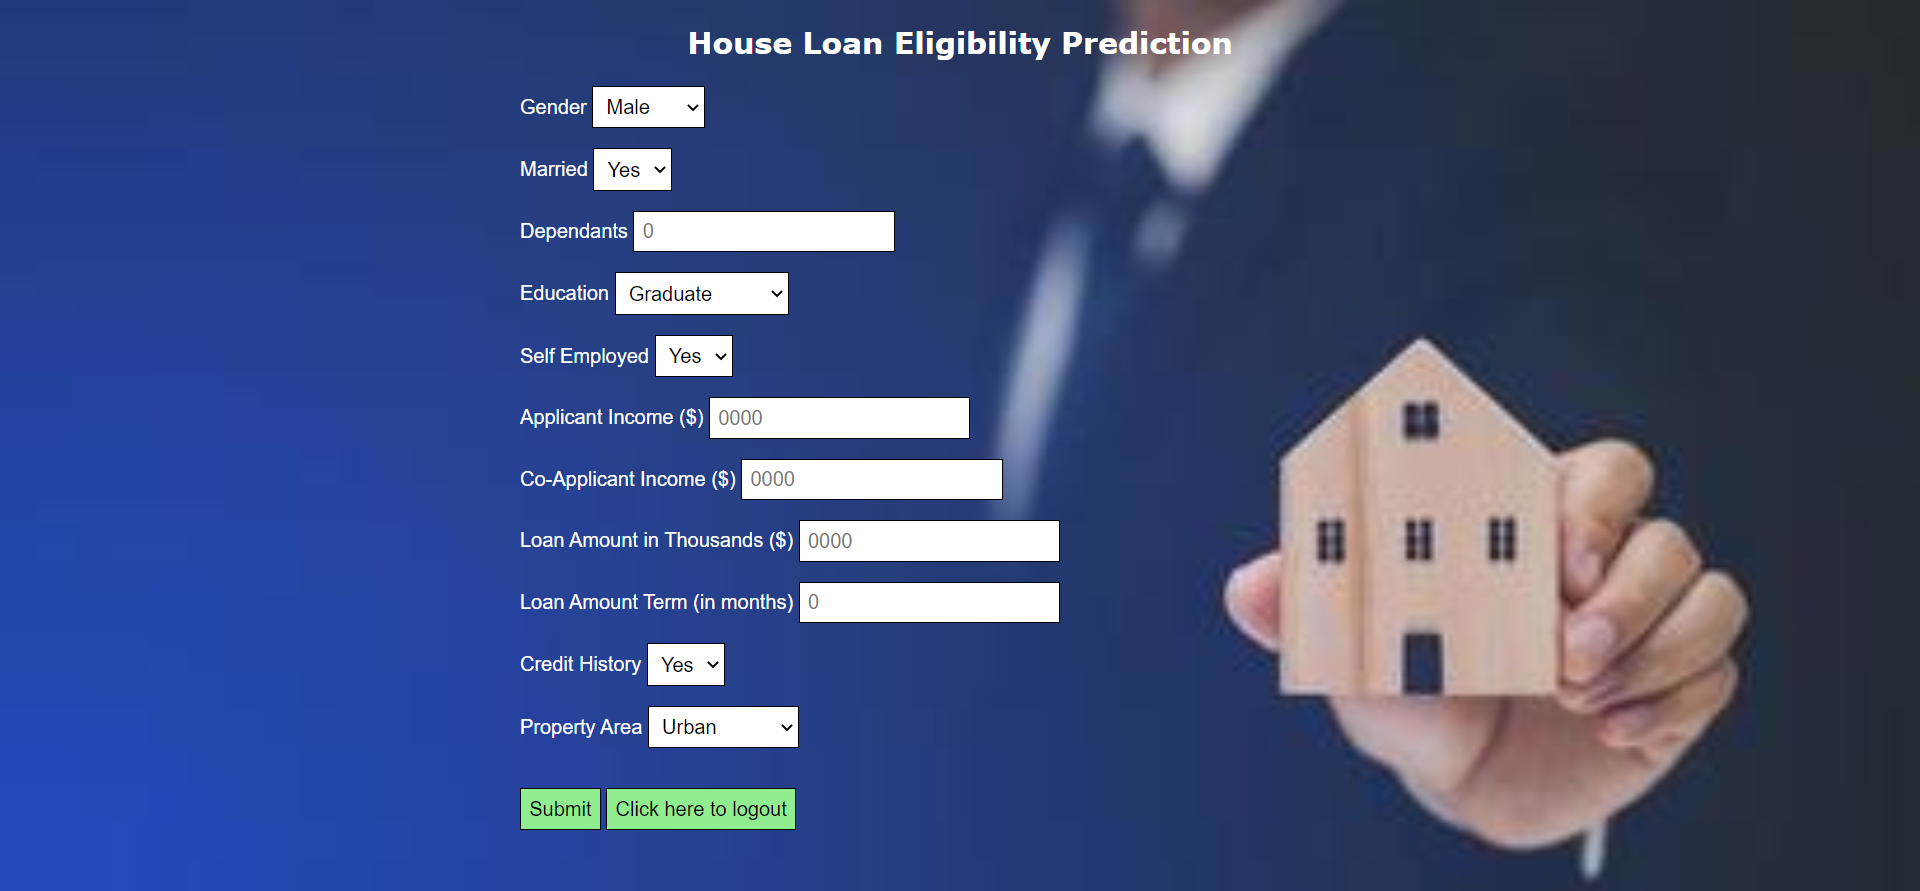 House Loan Eligibility Prediction
Gender Male
Married Yes
Dependants 0
Education Graduate
Self Employed Yes
Applicant Income ($) 0000
Co-Applicant Income ($) 0000
Loan Amount in Thousands ($) 0000
Loan Amount Term (in months) 0
Credit History Yes
Property Area Urban
Submit Click here to logout